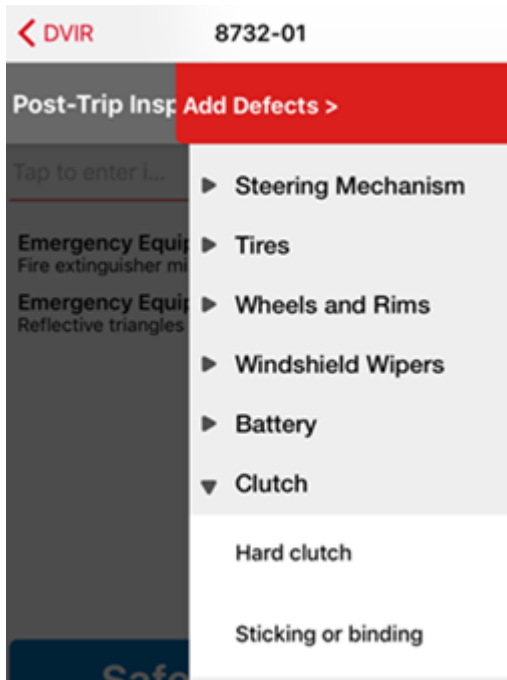 DVIR
8732-01
Post-Trip Insp
Add Defects >
Tap to enter i...
Steering Mechanism
Emergency Equip
Fire extinguisher mi
Tires
Emergency Equip
Reflective triangles
Wheels and Rims
Windshield Wipers
Battery
Clutch
Hard clutch
Sticking or binding
Safe